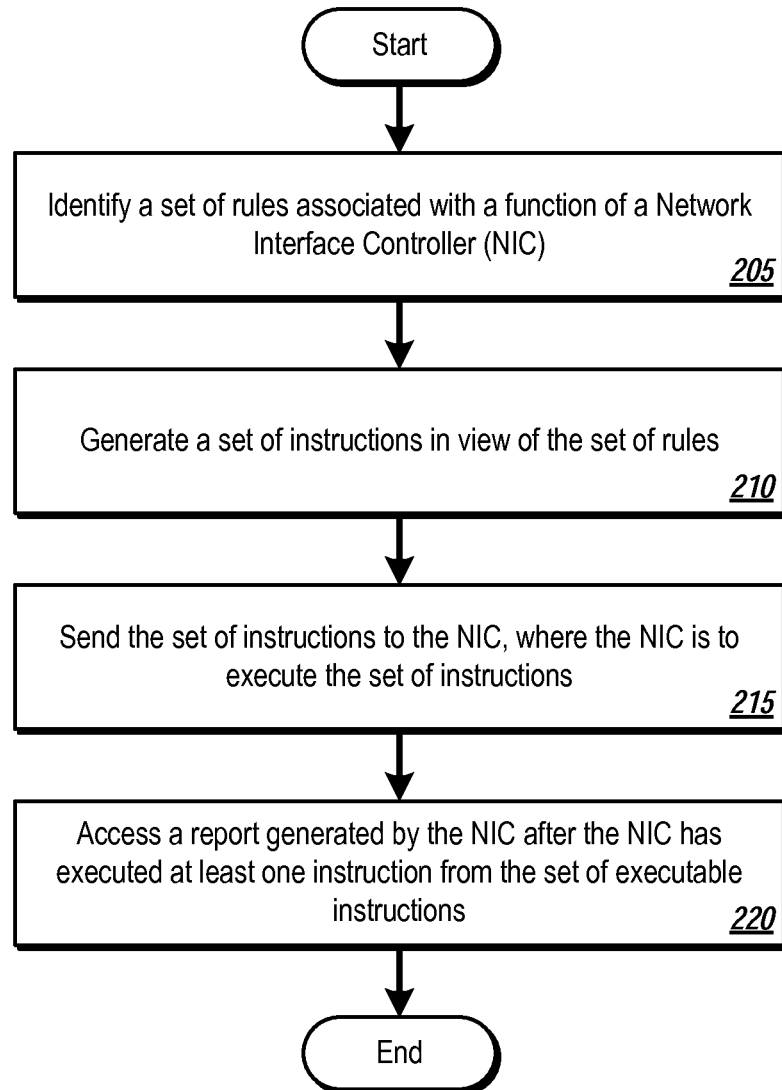 Start
Identify a set of rules associated with a function of a Network
Interface Controller (NIC)
205
Generate a set of instructions in view of the set of rules
210
Send the set of instructions to the NIC, where the NIC is to
execute the set of instructions
215
Access a report generated by the NIC after the NIC has
executed at least one instruction from the set of executable
instructions
220
End